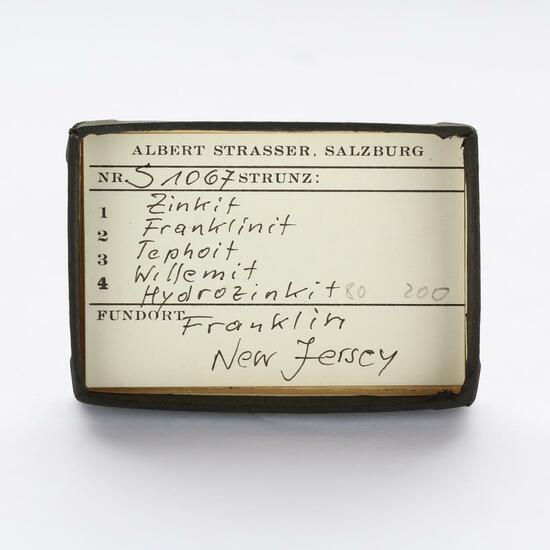 ALBERT STRASSER, SALZBURG
NR. S 1067 STRUNZ:
1 Zinkit
2 Franklinit
3 Tephoit
4 Willemit
Hydrozinkit 80 200
FUNDORT Franklin
New Jersey